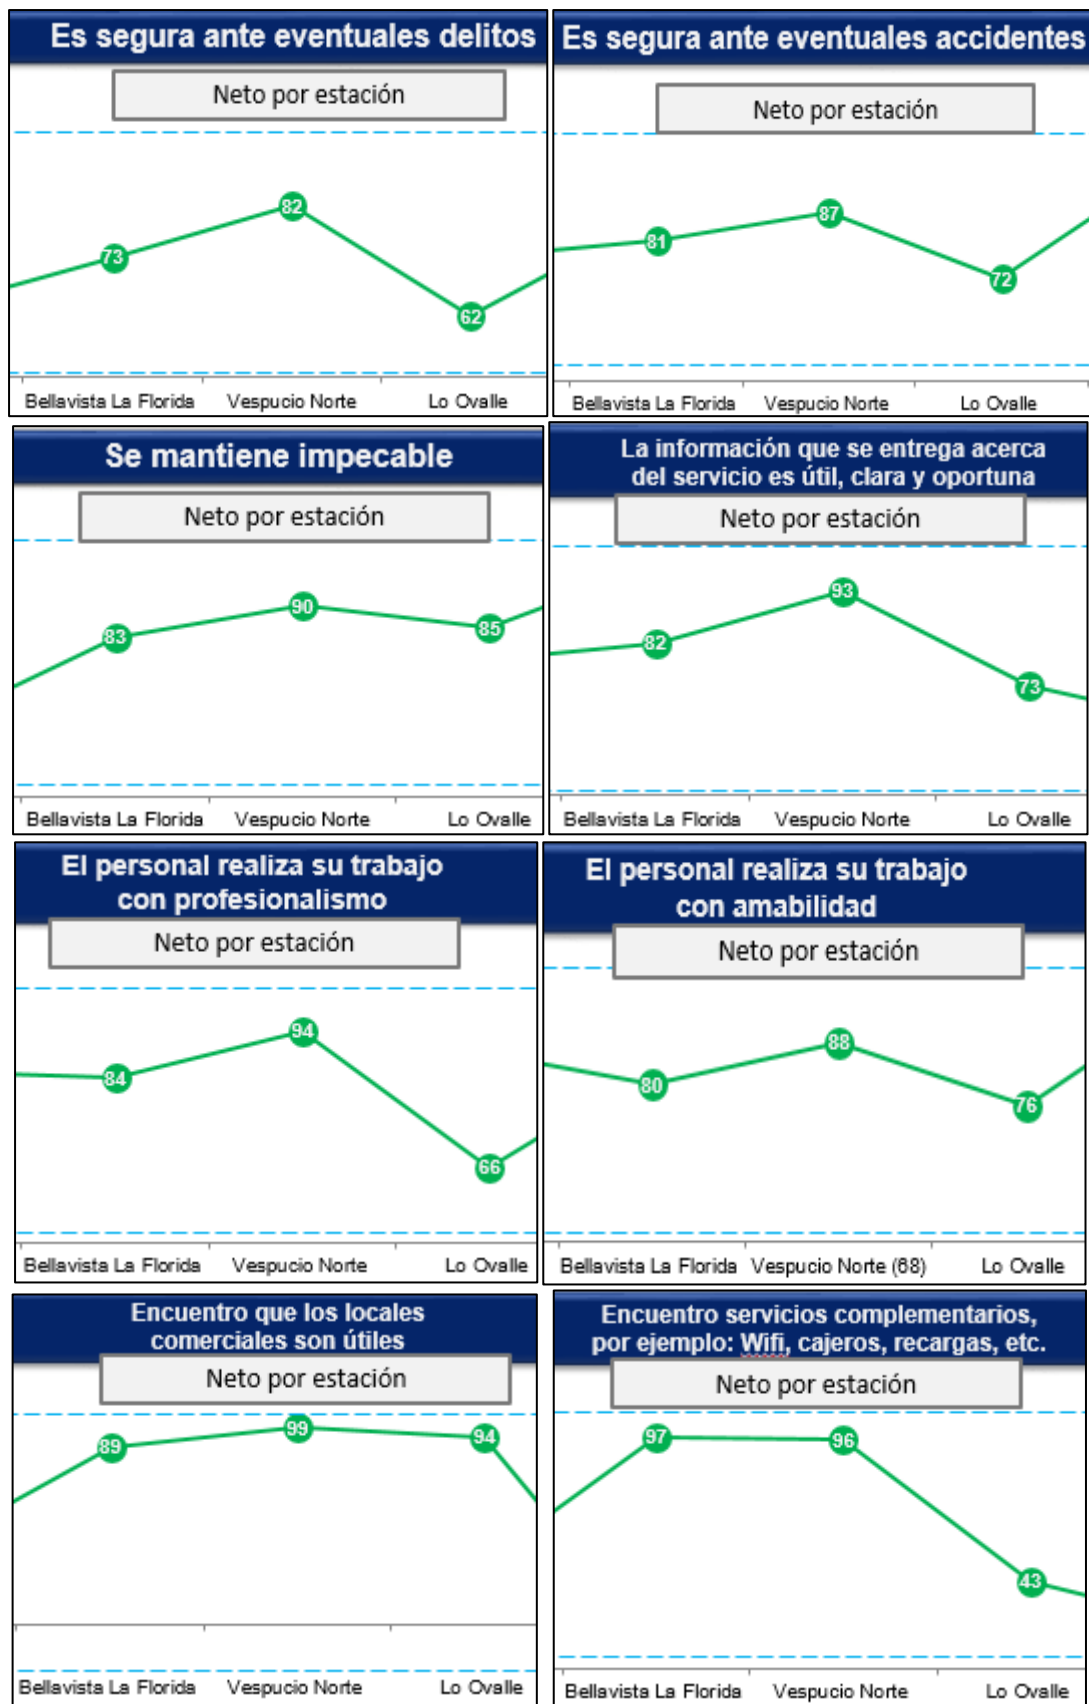 Es segura ante eventuales delitos
Neto por estación
82
73
62
Bellavista La Florida Vespucio Norte Lo Ovalle
Es segura ante eventuales accidentes
Neto por estación
87
81
72
Bellavista La Florida Vespucio Norte Lo Ovalle
Se mantiene impecable
Neto por estación
90
83
85
Bellavista La Florida Vespucio Norte Lo Ovalle
La información que se entrega acerca
del servicio es útil, clara y oportuna
Neto por estación
93
82
73
Bellavista La Florida Vespucio Norte Lo Ovalle
El personal realiza su trabajo
con profesionalismo
Neto por estación
94
84
66
Bellavista La Florida Vespucio Norte Lo Ovalle
El personal realiza su trabajo
con amabilidad
Neto por estación
88
80
76
Bellavista La Florida Vespucio Norte (68) Lo Ovalle
Encuentro que los locales
comerciales son útiles
Neto por estación
99
89
94
Bellavista La Florida Vespucio Norte Lo Ovalle
Encuentro servicios complementarios,
por ejemplo: Wifi, cajeros, recargas, etc.
Neto por estación
97
96
43
Bellavista La Florida Vespucio Norte Lo Ovalle